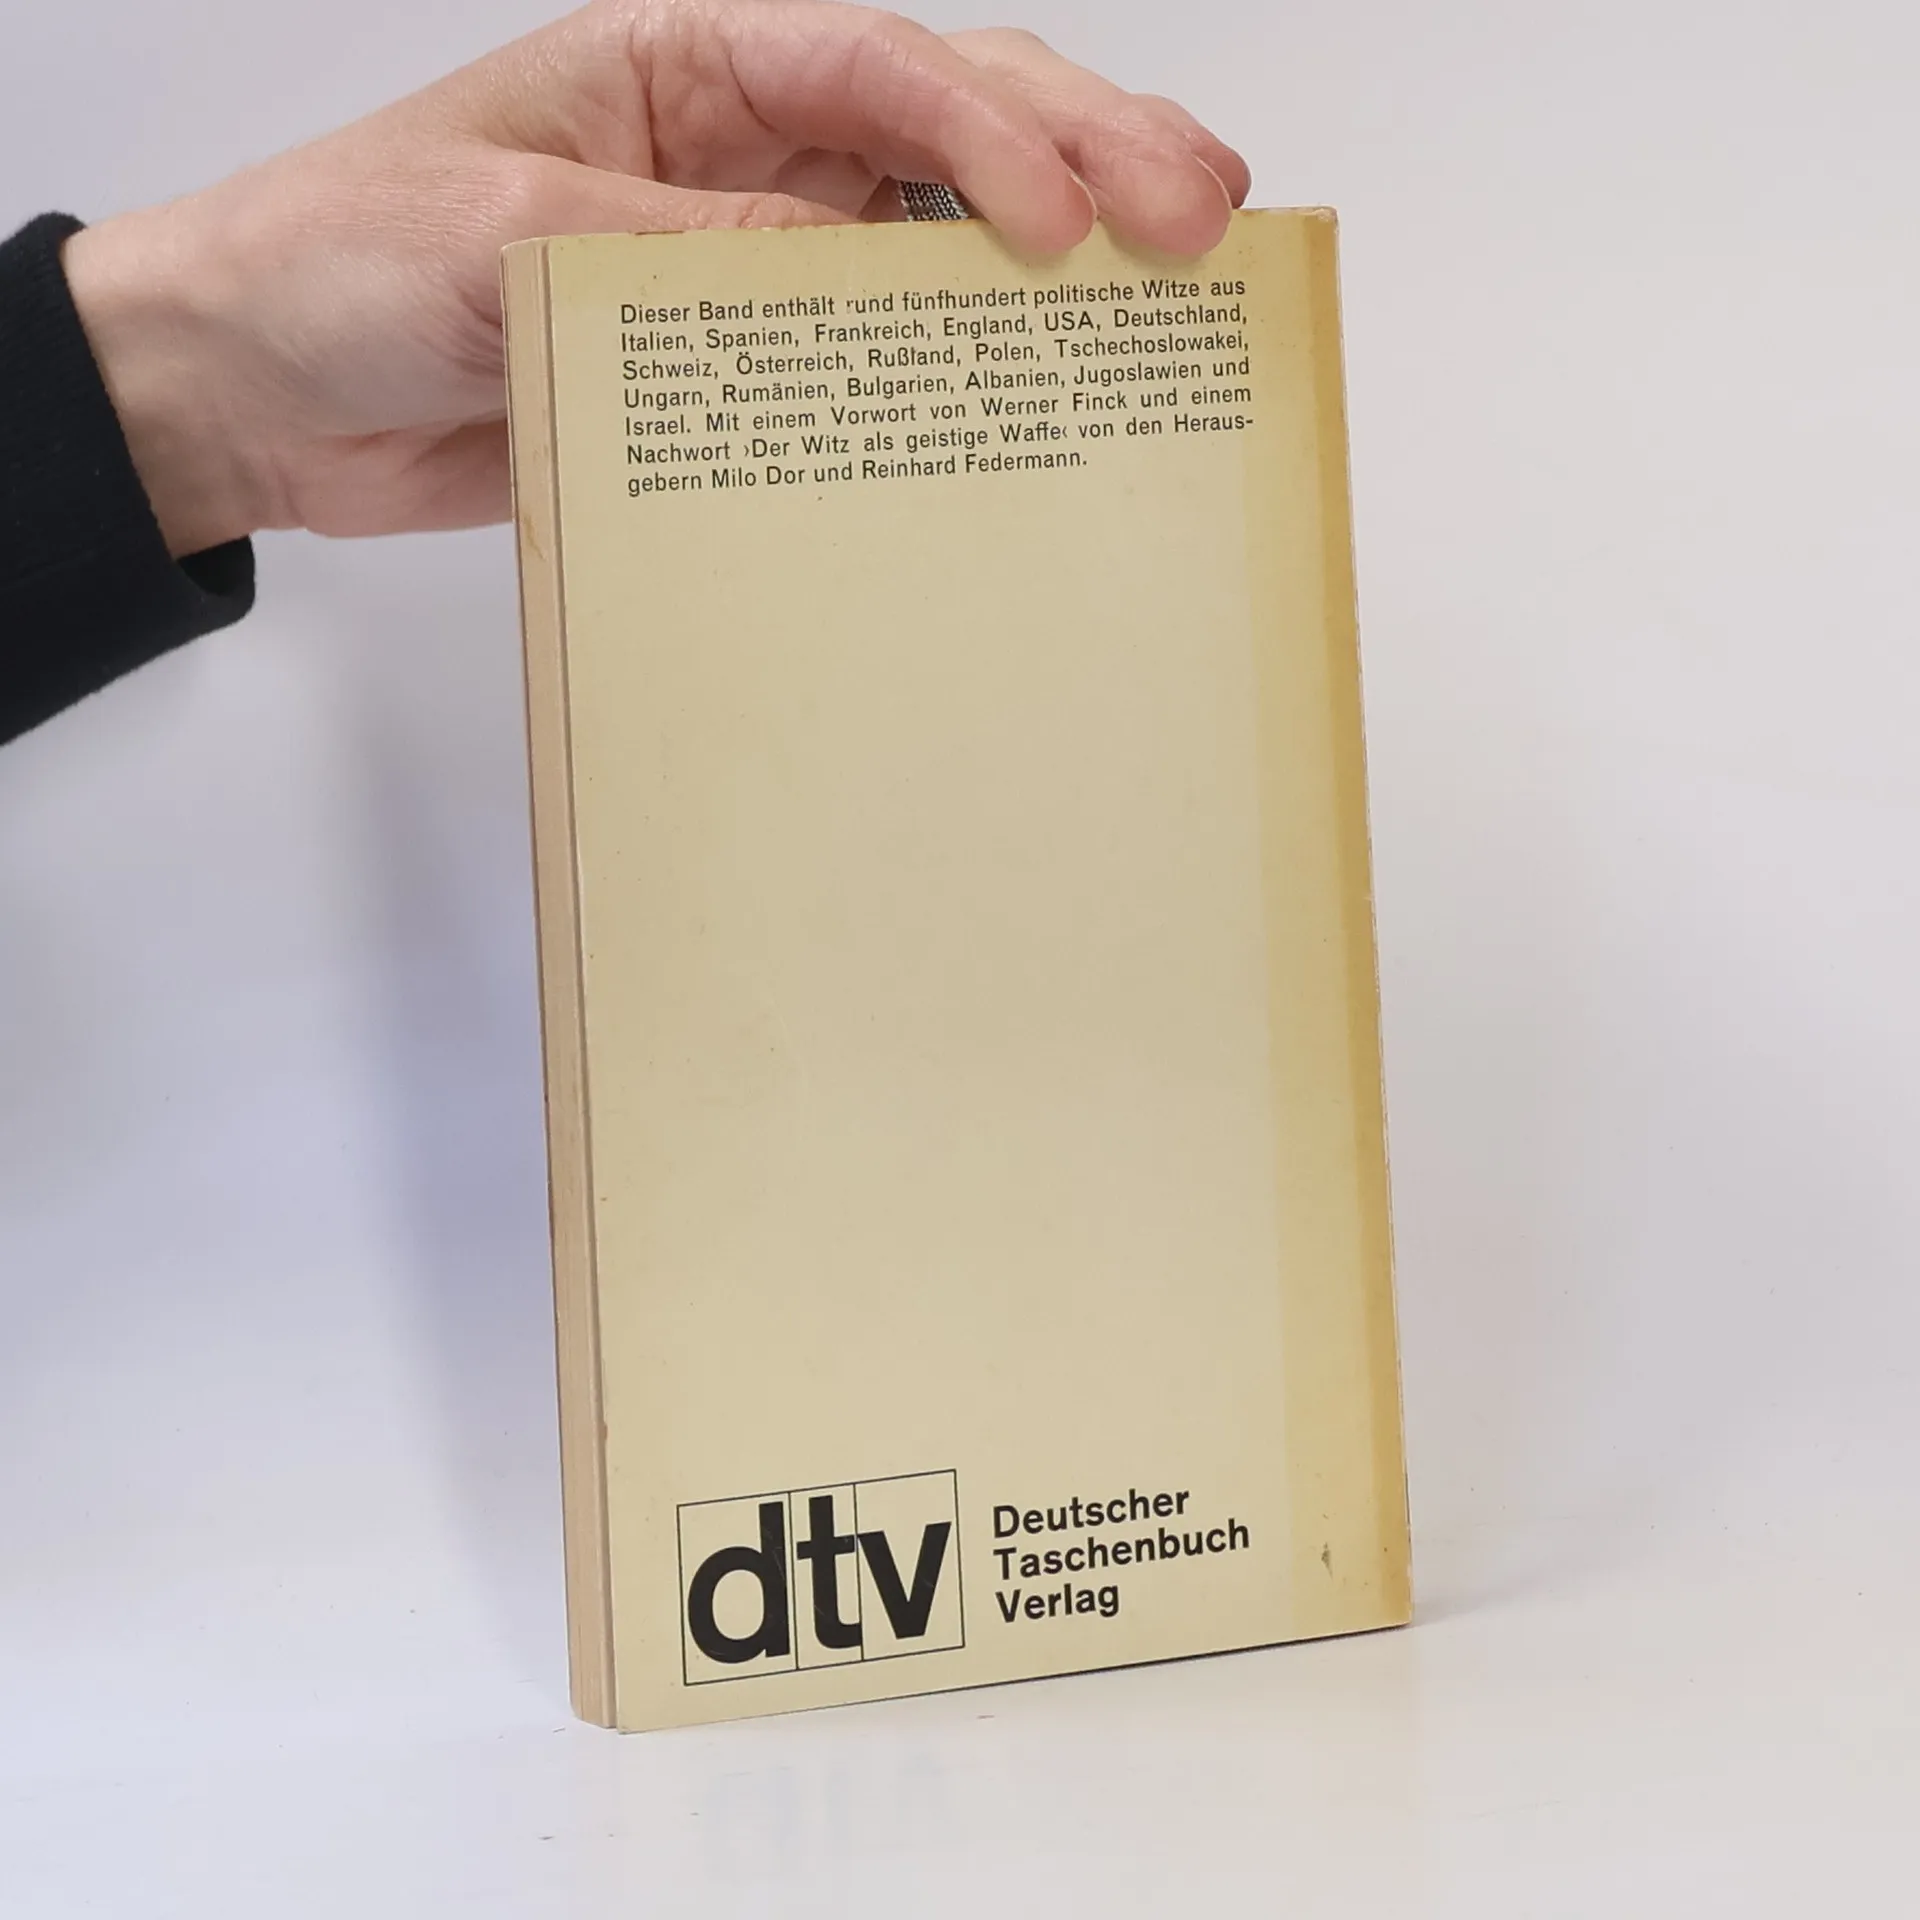 Dieser Band enthält rund fünfhundert politische Witze aus
Italien, Spanien, Frankreich, England, USA, Deutschland,
Schweiz, Österreich, Rußland, Polen, Tschechoslowakei,
Ungarn, Rumänien, Bulgarien, Albanien, Jugoslawien und
Israel. Mit einem Vorwort von Werner Finck und einem
Nachwort ›Der Witz als geistige Waffe‹ von den Heraus-
gebern Milo Dor und Reinhard Federmann.
dtv
Deutscher
Taschenbuch
Verlag